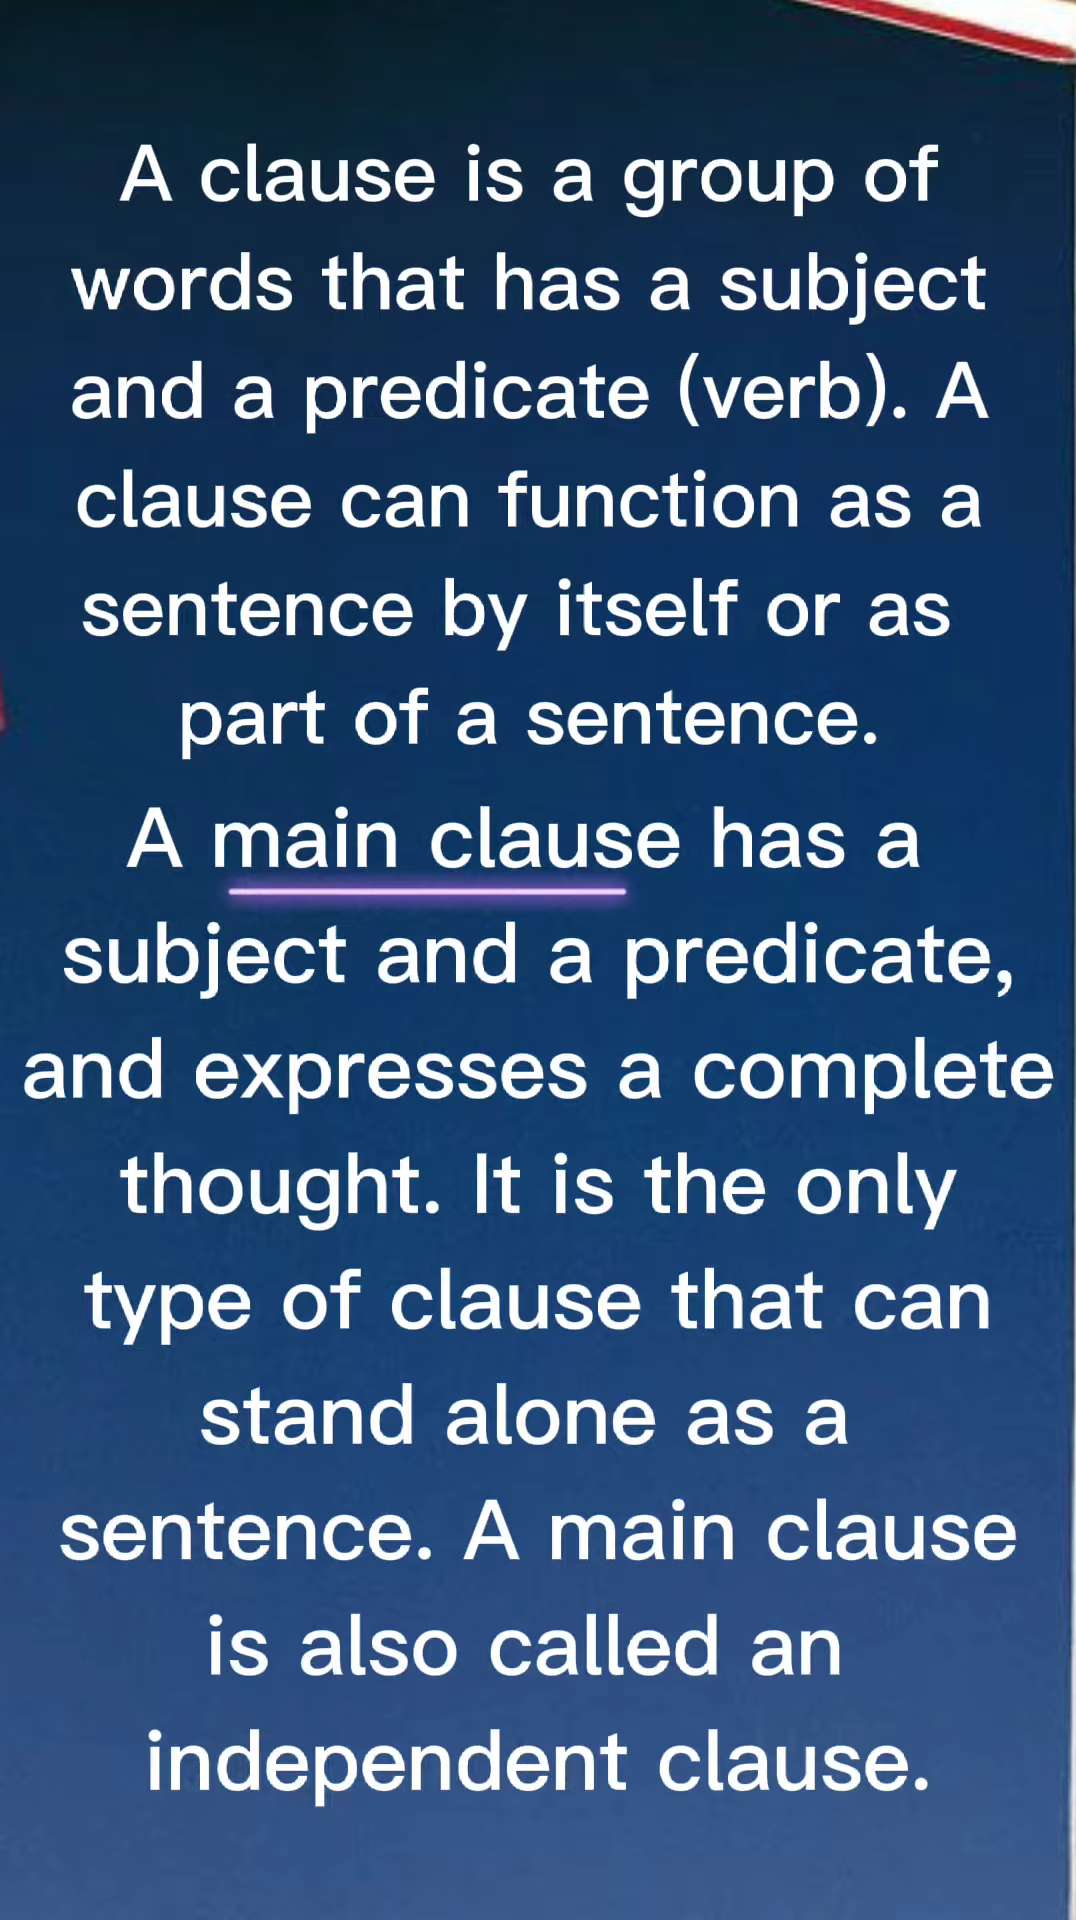 A clause is a group of
words that has a subject
and a predicate (verb). A
clause can function as a
sentence by itself or as
part of a sentence.
A main clause has a
subject and a predicate,
and expresses a complete
thought. It is the only
type of clause that can
stand alone as a
sentence. A main clause
is also called an
independent clause.